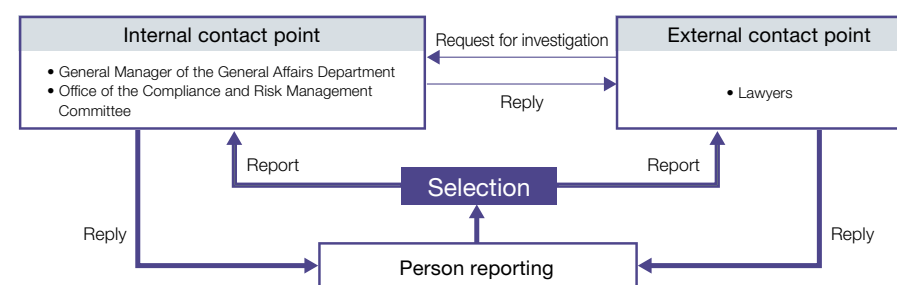 Internal contact point
• General Manager of the General Affairs Department
• Office of the Compliance and Risk Management
Committee
Request for investigation
Reply
External contact point
• Lawyers
Report
Selection
Report
Reply
Person reporting
Reply